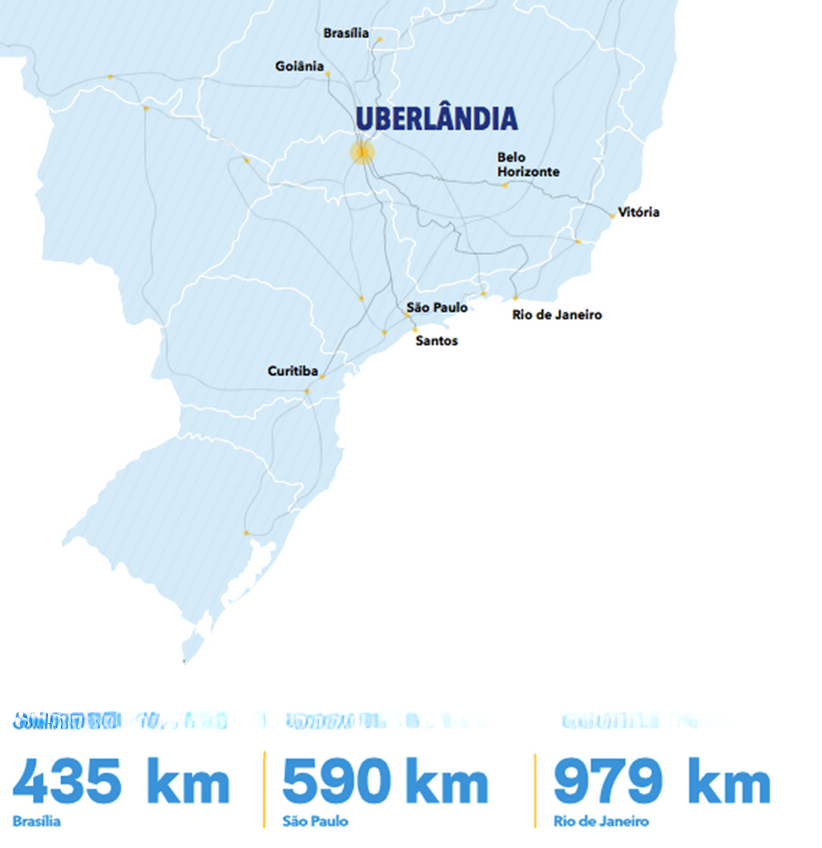 Brasília
Goiânia
UBERLÂNDIA
Belo
Horizonte
Vitória
São Paulo
Rio de Janeiro
Santos
Curitiba
435 km
Brasília
590 km
São Paulo
979 km
Rio de Janeiro